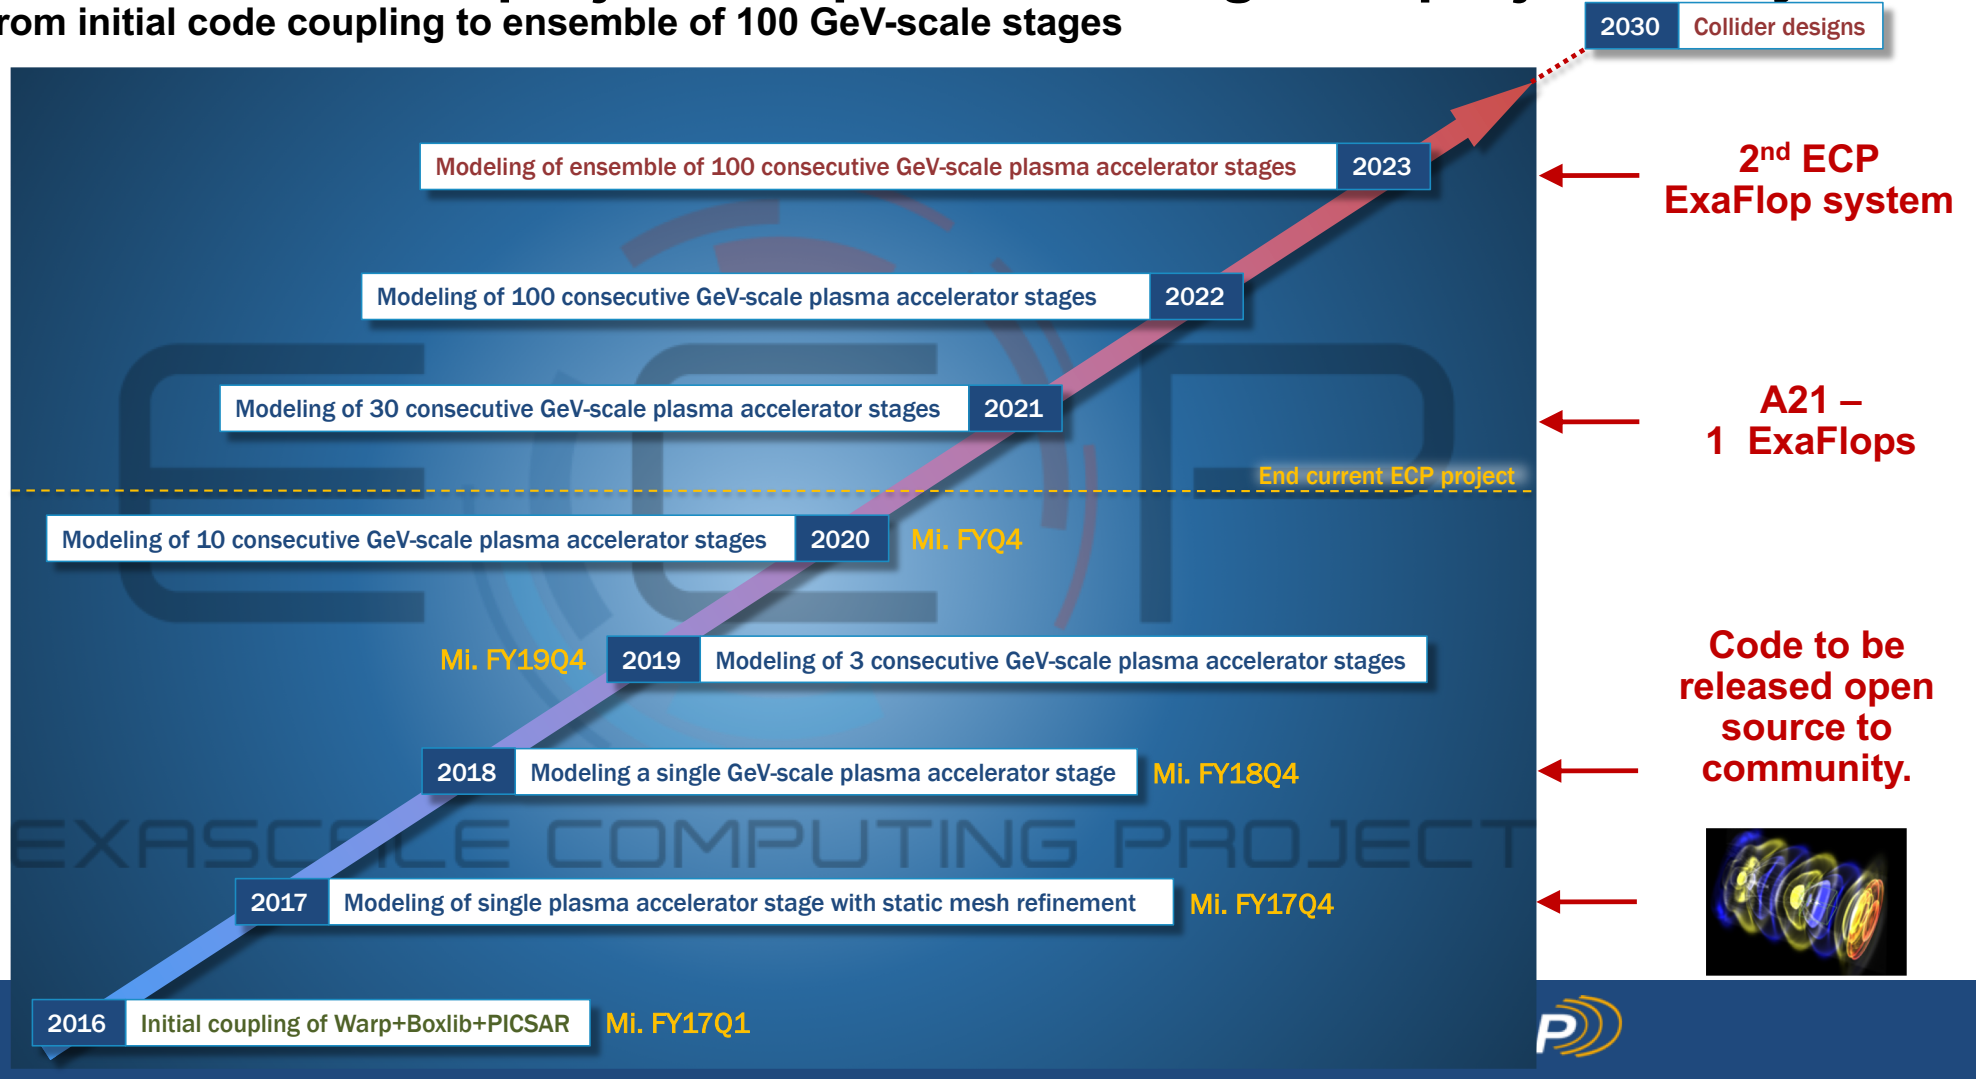 rom initial code coupling to ensemble of 100 GeV-scale stages
2030 Collider designs
Modeling of ensemble of 100 consecutive GeV-scale plasma accelerator stages 2023
2nd ECP
ExaFlop system
Modeling of 100 consecutive GeV-scale plasma accelerator stages 2022
Modeling of 30 consecutive GeV-scale plasma accelerator stages 2021
A21 –
1 ExaFlops
End current ECP project
Modeling of 10 consecutive GeV-scale plasma accelerator stages 2020 Mi. FYQ4
Mi. FY19Q4 2019 Modeling of 3 consecutive GeV-scale plasma accelerator stages
Code to be
released open
source to
community.
2018 Modeling a single GeV-scale plasma accelerator stage Mi. FY18Q4
ECP
EXASCALE COMPUTING PROJECT
2017 Modeling of single plasma accelerator stage with static mesh refinement Mi. FY17Q4
2016 Initial coupling of Warp+Boxlib+PICSAR Mi. FY17Q1
P